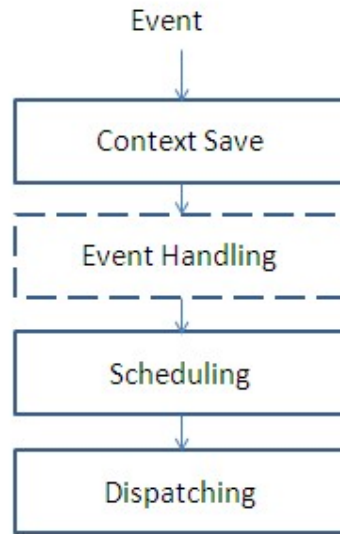 Event
Context Save
Event Handling
Scheduling
Dispatching